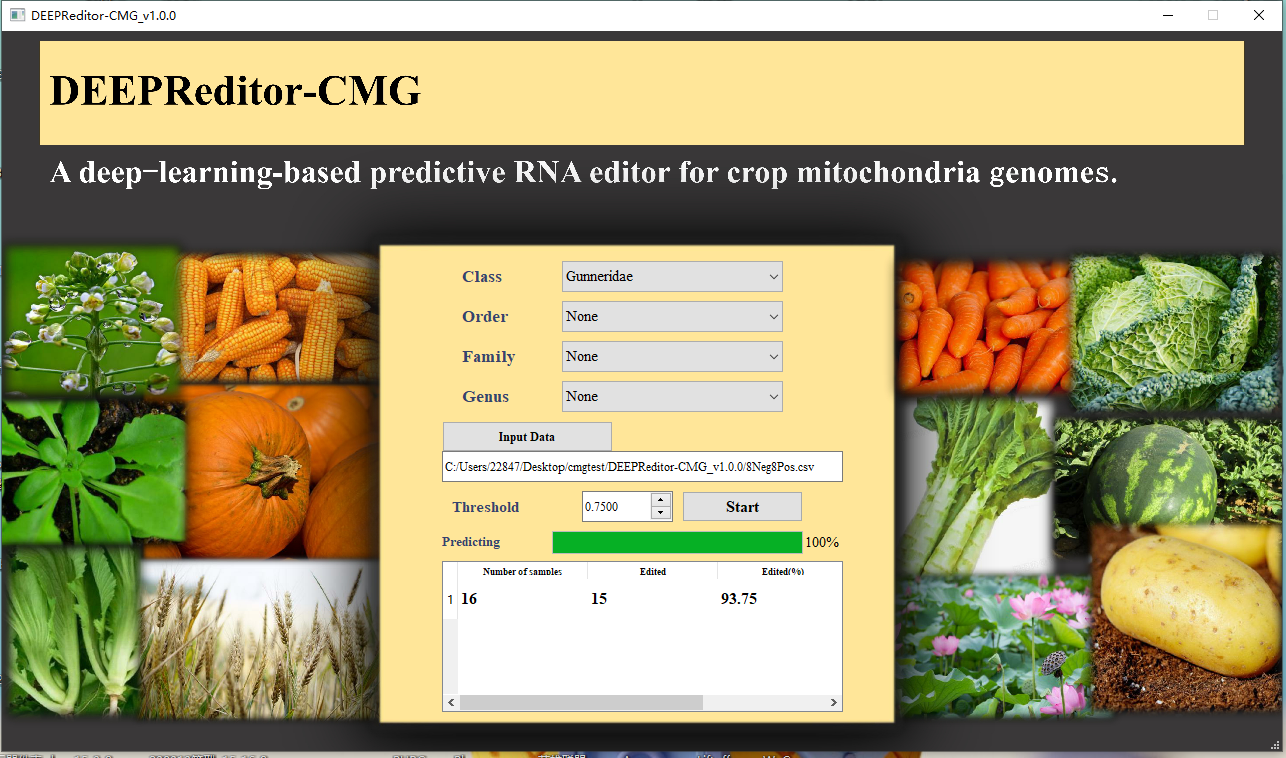 DEEPReditor-CMG_v1.0.0
DEEPReditor-CMG
A deep-learning-based predictive RNA editor for crop mitochondria genomes.
Class Gunneridae
Order None
Family None
Genus None
Input Data
C:/Users/22847/Desktop/cmgtest/DEEPReditor-CMG_v1.0.0/8Neg8Pos.csv
Threshold 0.7500 Start
Predicting 100%
Number of samples Edited Edited(%)
1 16 15 93.75